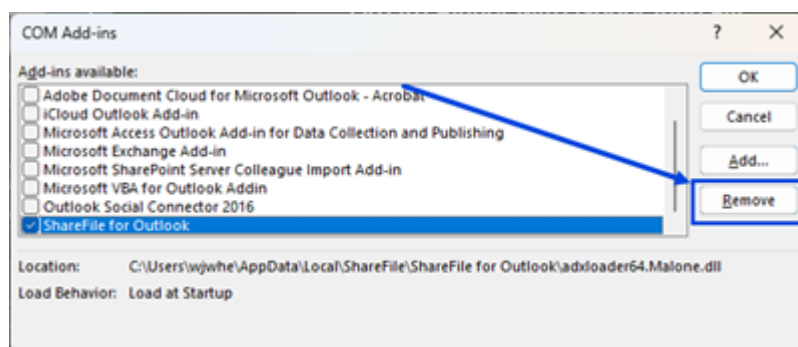 COM Add-ins
? ×
Add-ins available:
Adobe Document Cloud for Microsoft Outlook - Acrobat
iCloud Outlook Add-in
Microsoft Access Outlook Add-in for Data Collection and Publishing
Microsoft Exchange Add-in
Microsoft SharePoint Server Colleague Import Add-in
Microsoft VBA for Outlook Addin
Outlook Social Connector 2016
ShareFile for Outlook
OK
Cancel
Add...
Remove
Location: C:\Users\wjwhe\AppData\Local\ShareFile\ShareFile for Outlook\adxloader64.Malone.dll
Load Behavior: Load at Startup